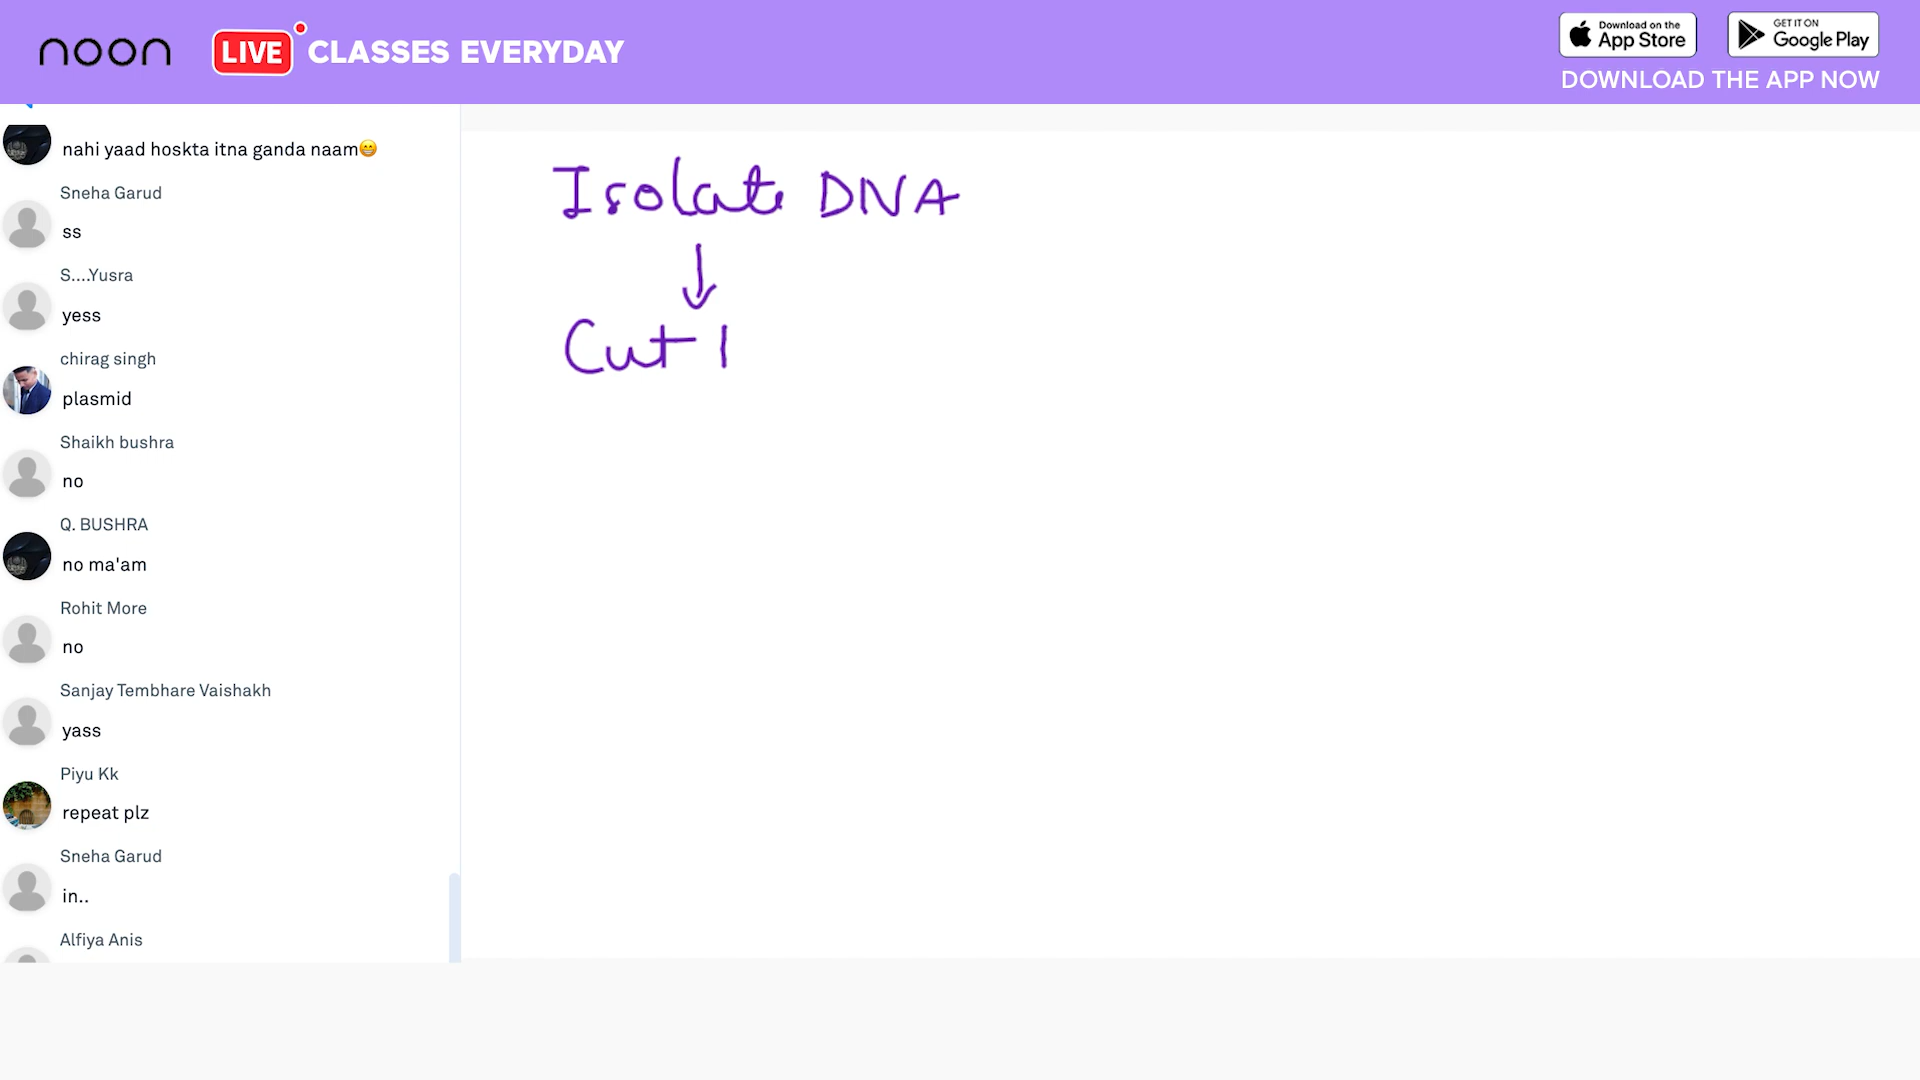 noon LIVE CLASSES EVERYDAY
Download on the App Store
GET IT ON Google Play
DOWNLOAD THE APP NOW
nahi yaad hoskta itna ganda naam😁
Sneha Garud
ss
S....Yusra
yess
chirag singh
plasmid
Shaikh bushra
no
Q. BUSHRA
no ma'am
Rohit More
no
Sanjay Tembhare Vaishakh
yass
Piyu Kk
repeat plz
Sneha Garud
in..
Alfiya Anis
Isolate DNA
↓
Cut